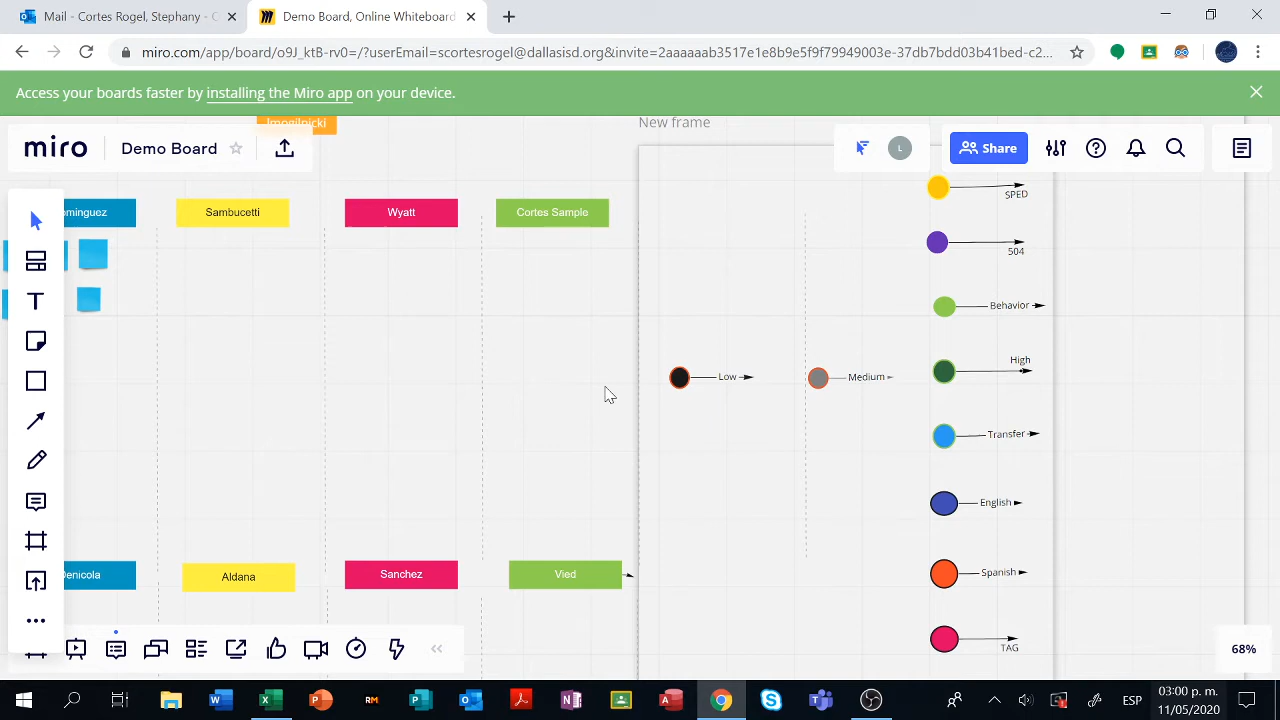 Mail - Cortes Rogel, Stephany - C
Demo Board, Online Whiteboard
miro.com/app/board/o9J_ktB-rv0=/?userEmail=scortesrogel@dallasisd.org&invite=2aaaaaab3517e1e8b9e5f9f79949003e-37db7bdd03b41bed-c2...
Access your boards faster by installing the Miro app on your device.
Imogilnicki
New frame
miro
Demo Board
L
Share
ominguez
Sambucetti
Wyatt
Cortes Sample
SPED
504
Behavior
High
Low
Medium
Transfer
English
Denicola
Aldana
Sanchez
Vied
Spanish
TAG
68%
ESP
03:00 p. m.
11/05/2020